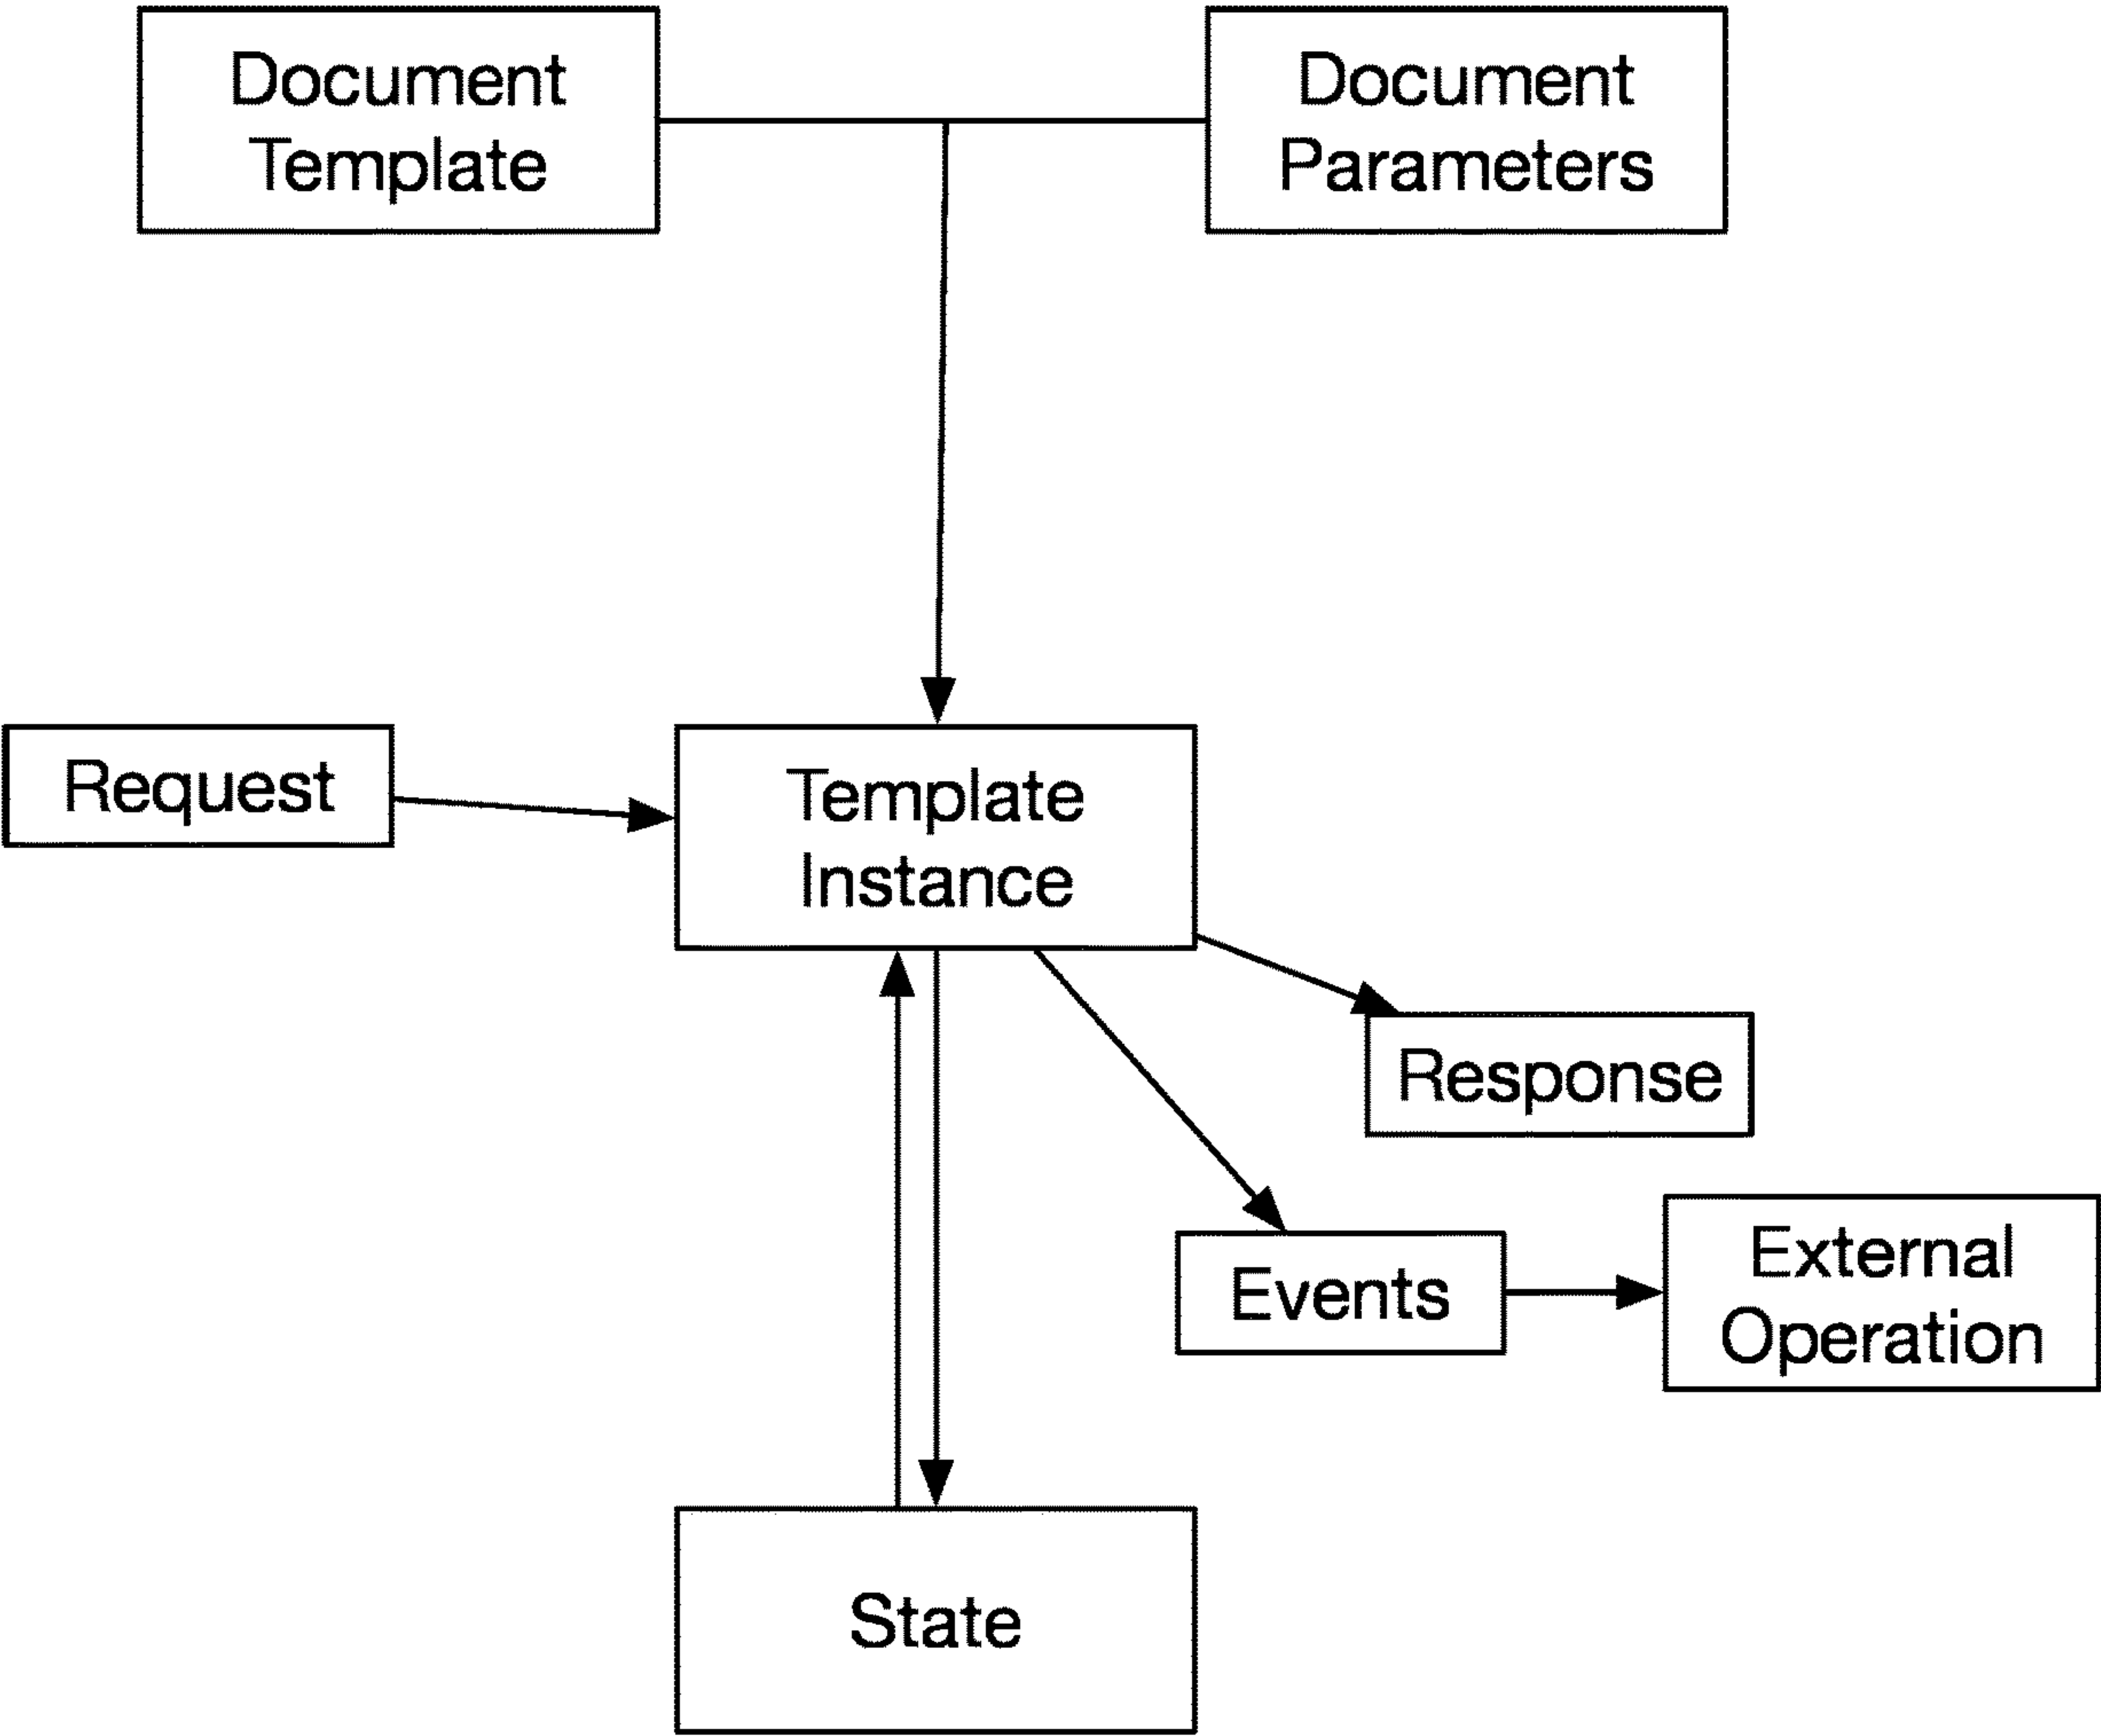 Document
Template
Document
Parameters
Request
Template
Instance
Response
Events
External
Operation
State